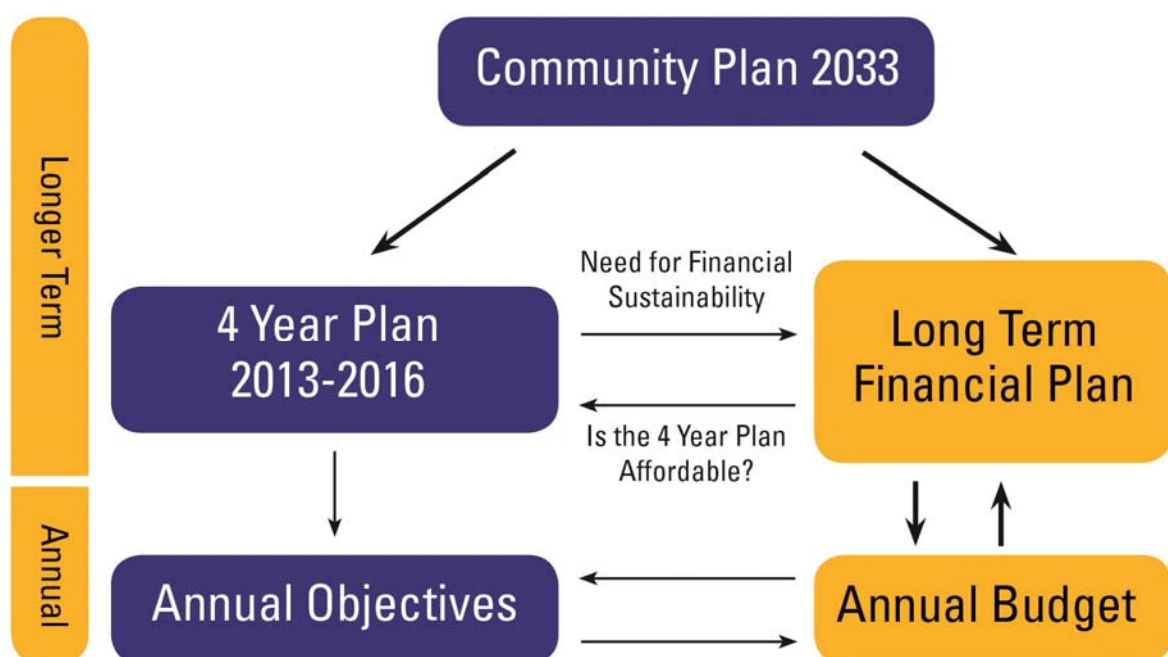 Community Plan 2033
Longer Term
Need for Financial
Sustainability
4 Year Plan
2013-2016
Long Term
Financial Plan
Is the 4 Year Plan
Affordable?
Annual
Annual Objectives
Annual Budget